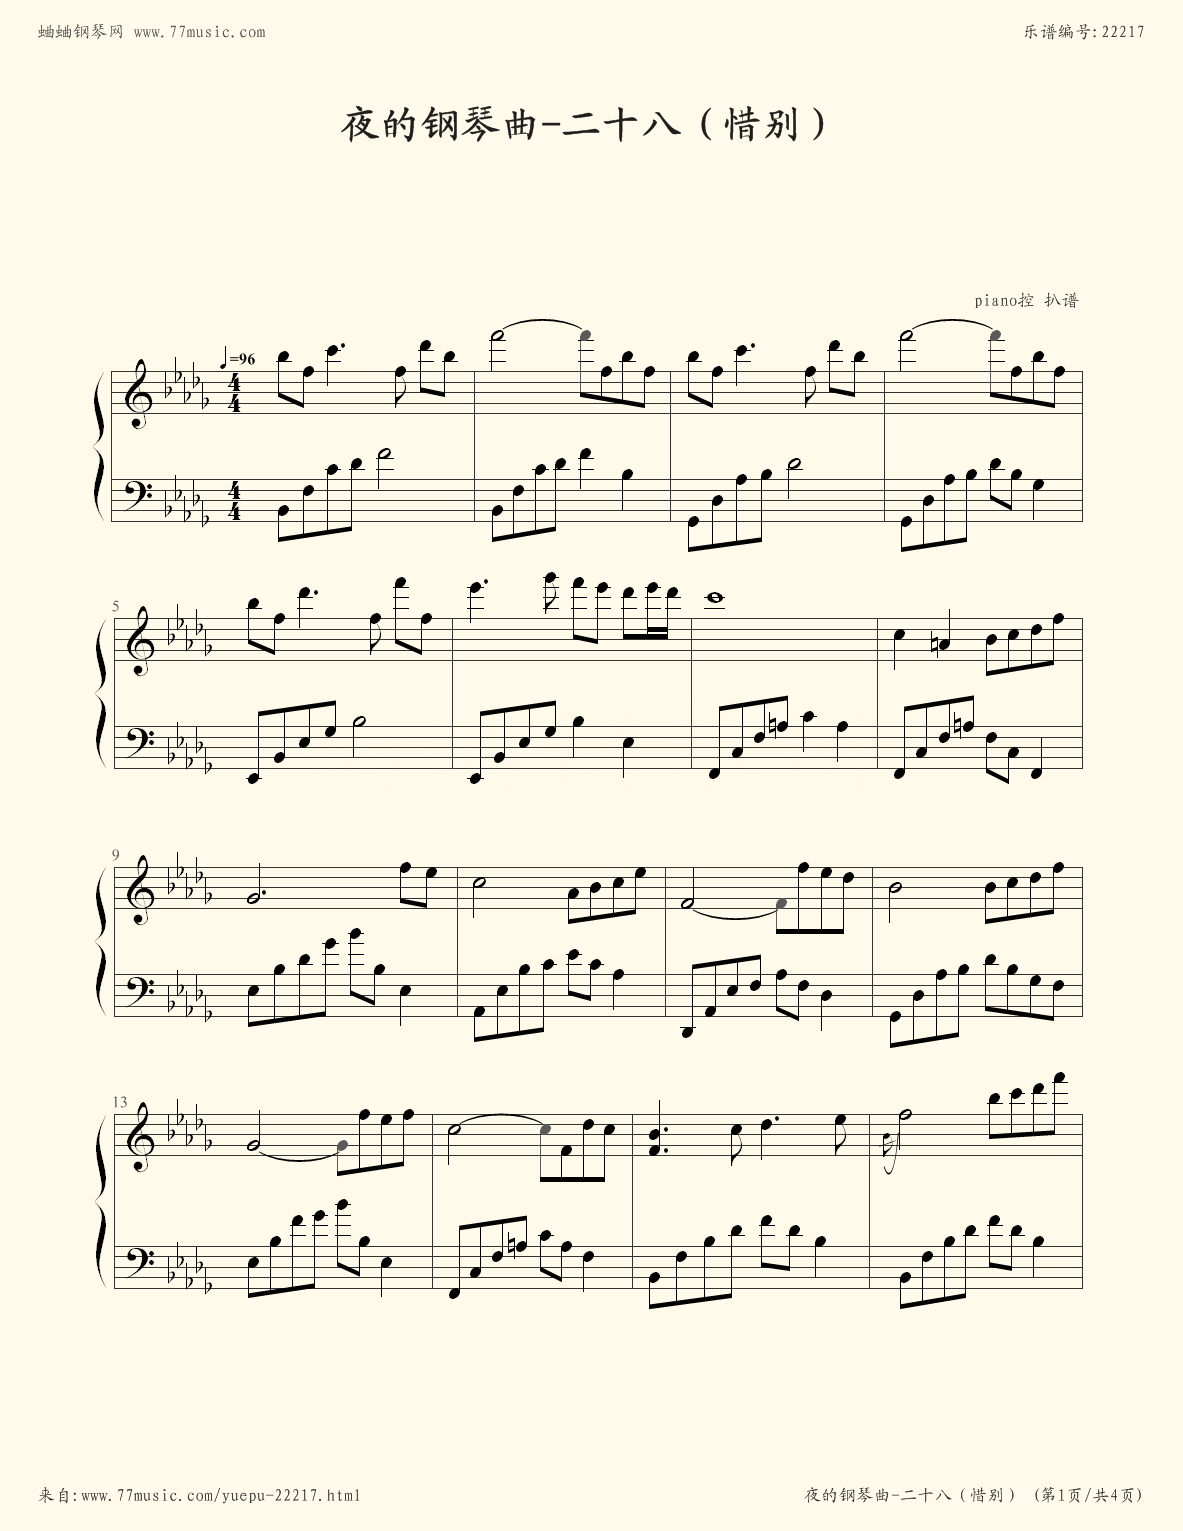 蛐蛐钢琴网 www.77music.com
乐谱编号:22217
夜的钢琴曲-二十八（惜别）
piano控 扒谱
=96
4
4
4
4
5
9
13
来自:www.77music.com/yuepu-22217.html
夜的钢琴曲-二十八（惜别） (第1页/共4页)